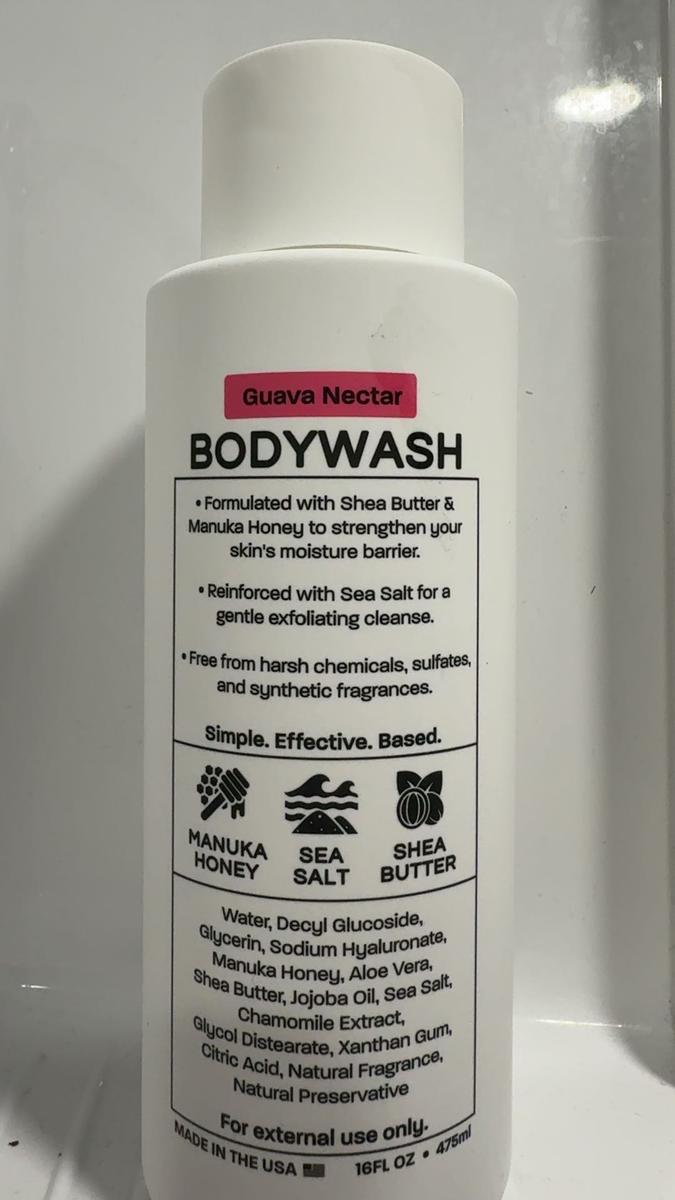 Guava Nectar
BODYWASH
• Formulated with Shea Butter &
Manuka Honey to strengthen your
skin's moisture barrier.
• Reinforced with Sea Salt for a
gentle exfoliating cleanse.
• Free from harsh chemicals, sulfates,
and synthetic fragrances.
Simple. Effective. Based.
MANUKA
HONEY
SEA
SALT
SHEA
BUTTER
Water, Decyl Glucoside,
Glycerin, Sodium Hyaluronate,
Manuka Honey, Aloe Vera,
Shea Butter, Jojoba Oil, Sea Salt,
Chamomile Extract,
Glycol Distearate, Xanthan Gum,
Citric Acid, Natural Fragrance,
Natural Preservative
For external use only.
MADE IN THE USA 16FL OZ • 475ml